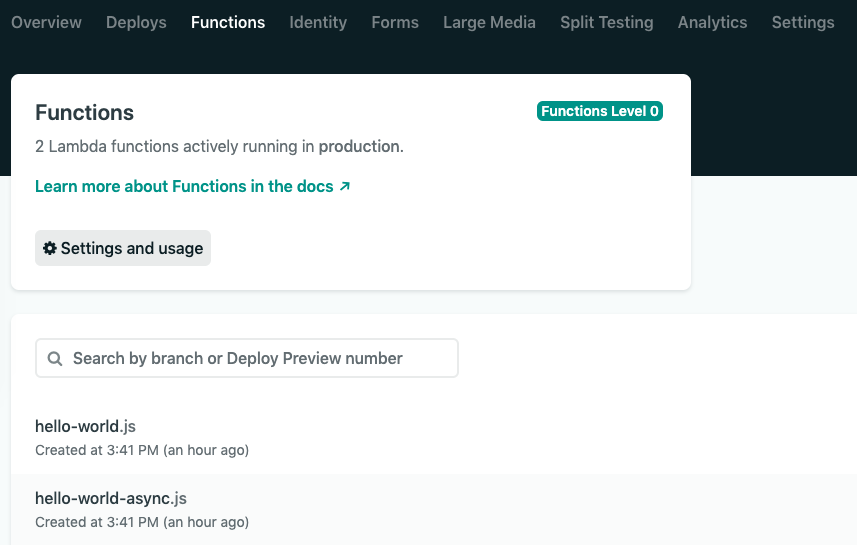 Overview Deploys Functions Identity Forms Large Media Split Testing Analytics Settings
Functions
Functions Level 0
2 Lambda functions actively running in production.
Learn more about Functions in the docs
Settings and usage
Search by branch or Deploy Preview number
hello-world.js
Created at 3:41 PM (an hour ago)
hello-world-async.js
Created at 3:41 PM (an hour ago)